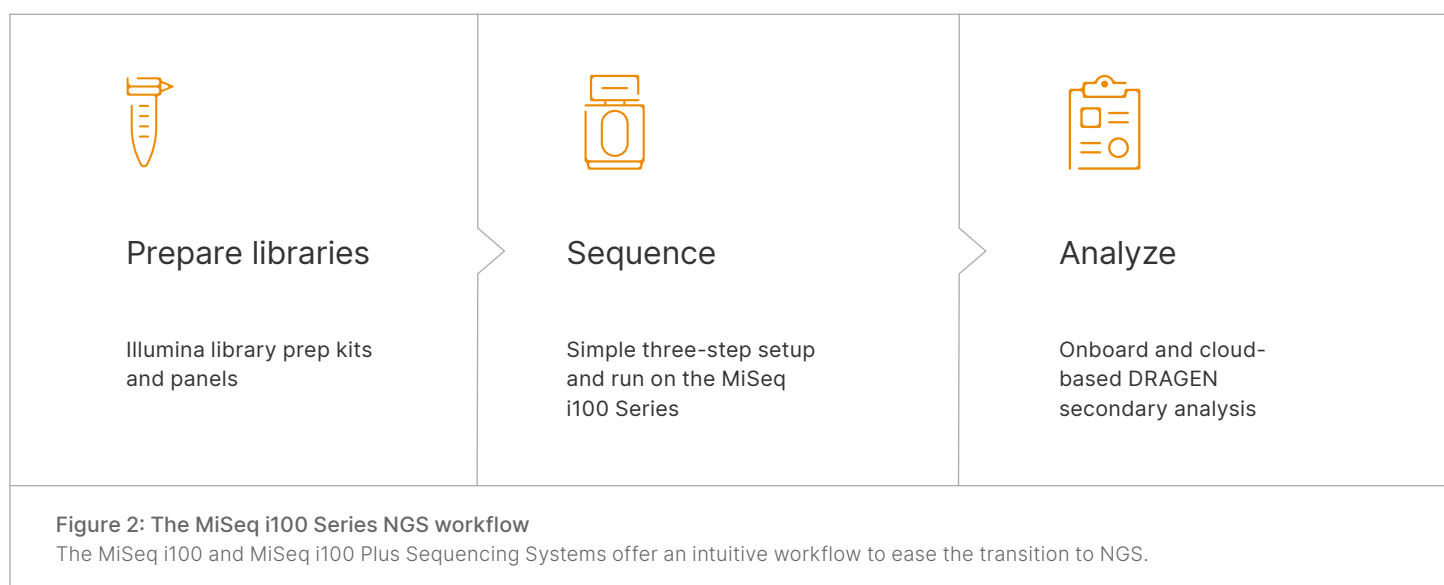 Prepare libraries
Illumina library prep kits
and panels
Sequence
Simple three-step setup
and run on the MiSeq
i100 Series
Analyze
Onboard and cloud-
based DRAGEN
secondary analysis
Figure 2: The MiSeq i100 Series NGS workflow
The MiSeq i100 and MiSeq i100 Plus Sequencing Systems offer an intuitive workflow to ease the transition to NGS.